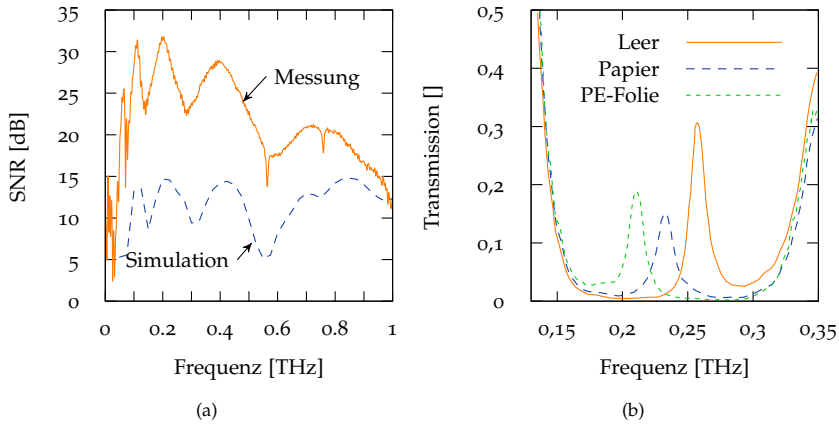 35
30
25
20
15
10
5
0
SNR [dB]
Messung
Simulation
0 0.2 0.4 0.6 0.8 1
Frequenz [THz]
(a)
0,5
0,4
0,3
0,2
0,1
0
Transmission []
Leer
Papier
PE-Folie
0,15 0,2 0,25 0,3 0,35
Frequenz [THz]
(b)